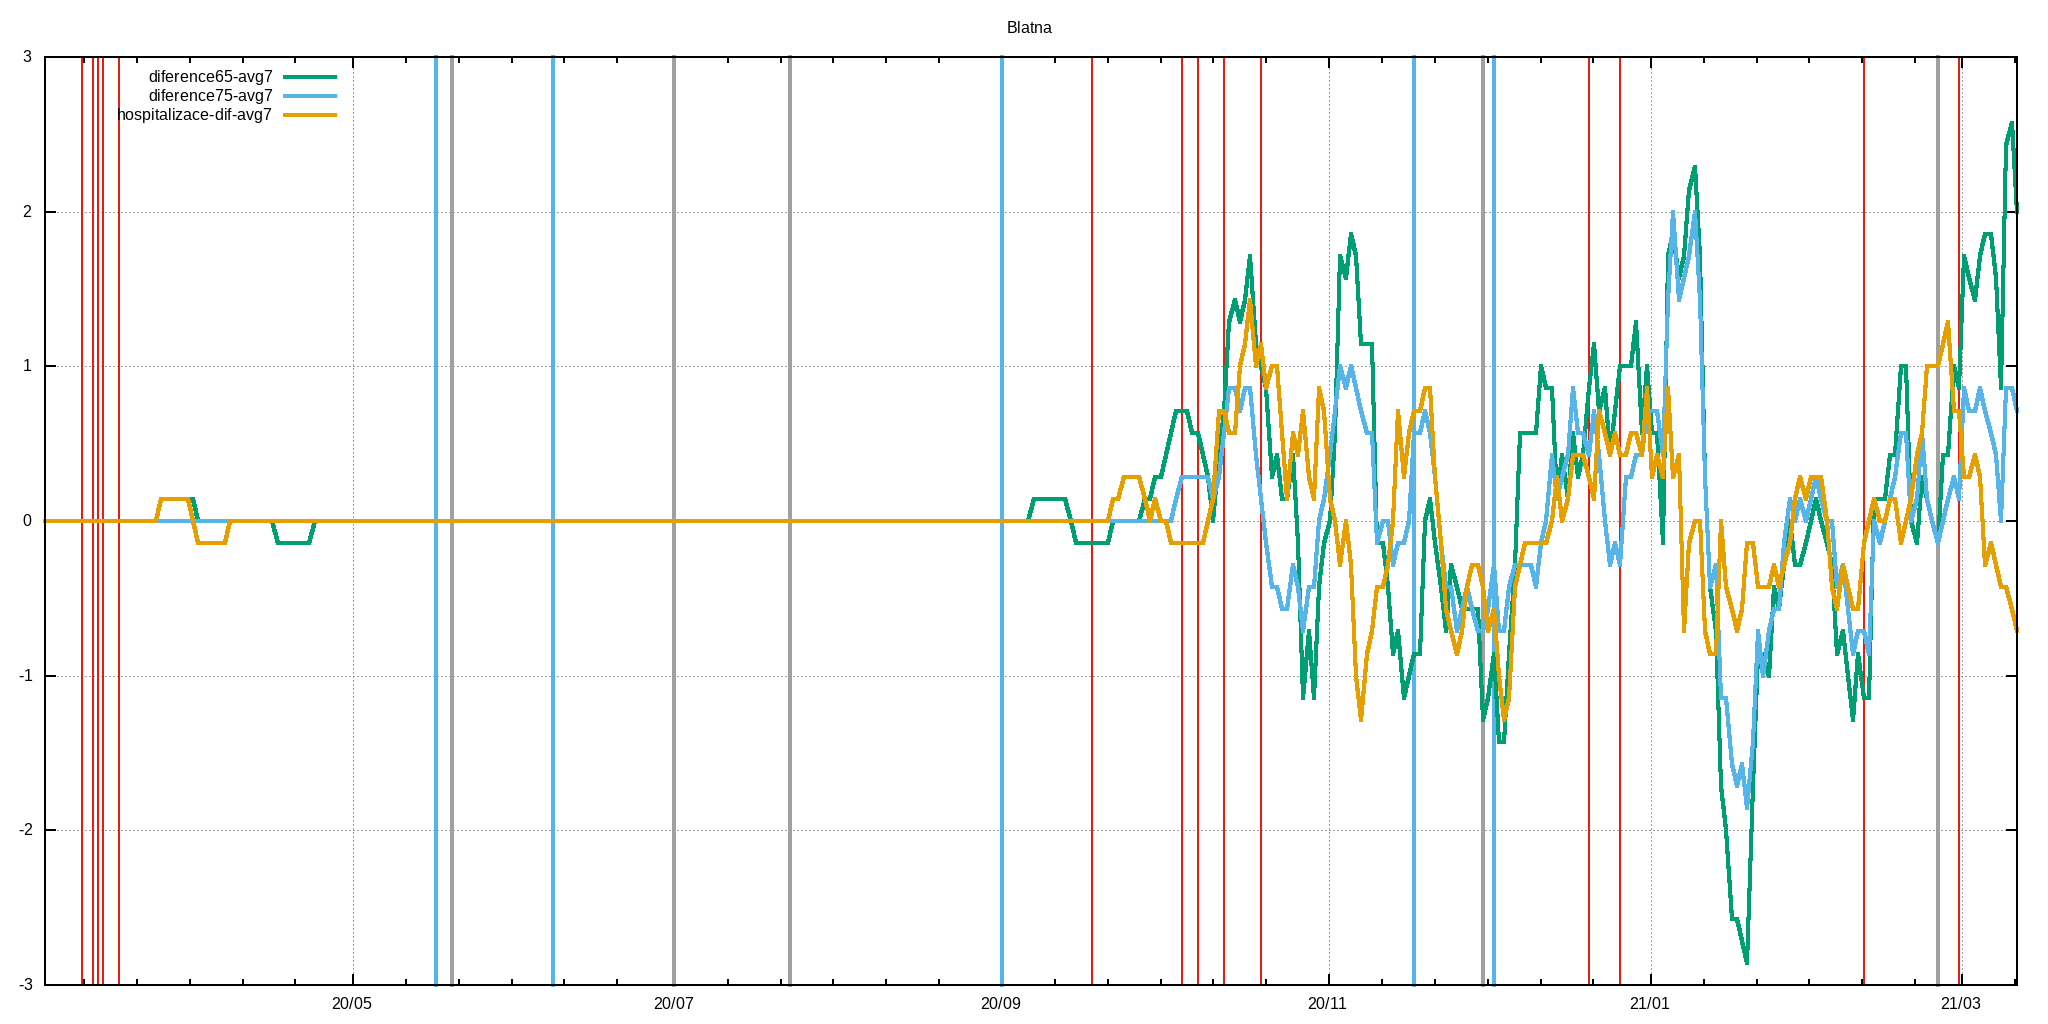 Blatna
3
diference65-avg7
diference75-avg7
hospitalizace-dif-avg7
2
1
0
-1
-2
-3
20/05 20/07 20/09 20/11 21/01 21/03